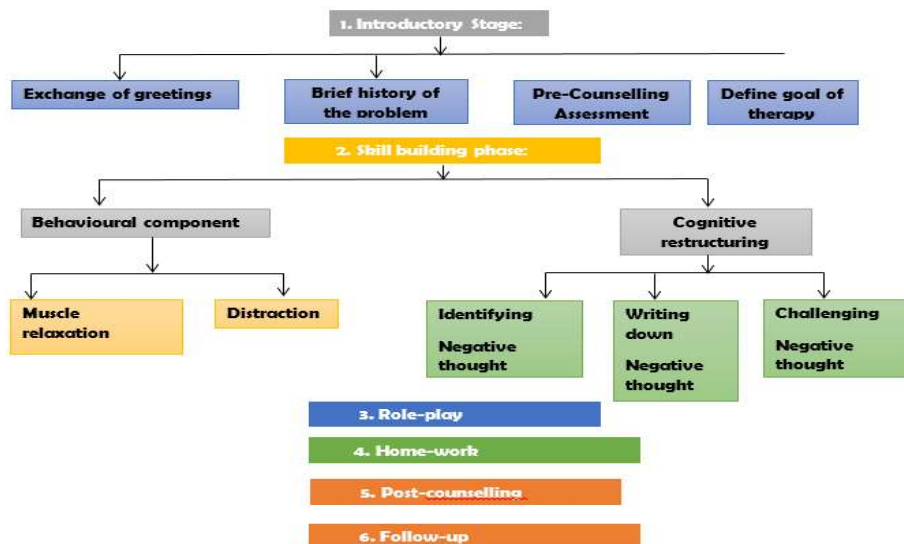 1. Introductory Stage:
Exchange of greetings
Brief history of
the problem
Pre-Counselling
Assessment
Define goal of
therapy
2. Skill building phase:
Behavioural component
Cognitive
restructuring
Muscle
relaxation
Distraction
Identifying
Negative
thought
Writing
down
Negative
thought
Challenging
Negative
thought
3. Role-play
4. Home-work
5. Post-counselling
6. Follow-up